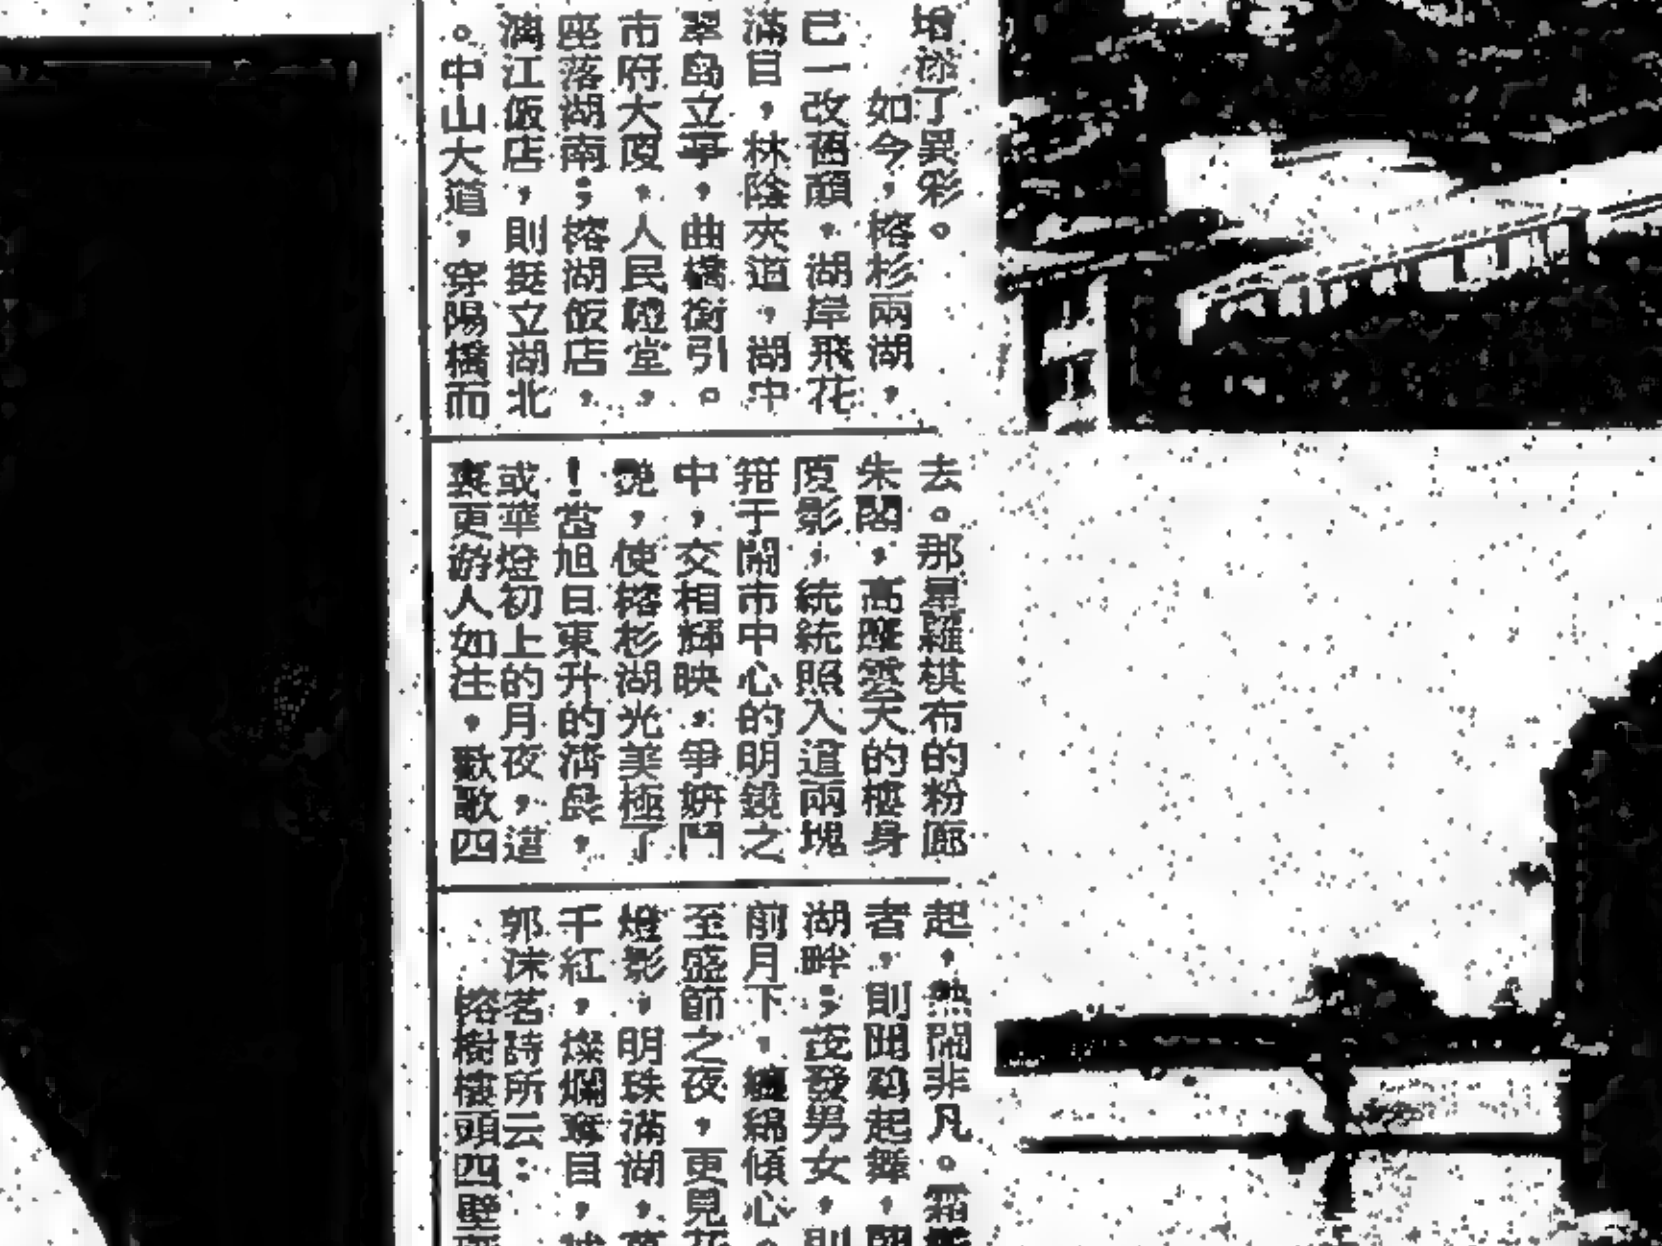 增添了異彩。
如今，榕杉兩湖，
已一改舊顏。湖岸飛花
滿目，林陰夾道。湖中
翠島立亭，曲橋銜引。
市府大廈，人民禮堂，
座落湖南；榕湖飯店，
漓江飯店，則挺立湖北
。中山大道，穿陽橋而
去。那星羅棋布的粉廊
朱閣，高摩雲天的樓身
廈影，統統照入這兩塊
箝于鬧市中心的明鏡之
中，交相輝映，爭妍鬥
艷，使榕杉湖光美極了
！當旭日東升的清晨，
或華燈初上的月夜，這
裏更游人如注，歡歌四
起，熱鬧非凡。霜
者，則聞鷄起舞，
湖畔；茂發男女，則
前月下，纏綿傾心。
至盛節之夜，更見花
燈影，明珠滿湖，萬
千紅，燦爛奪目，
郭沫若詩所云：
榕樹樓頭四壁